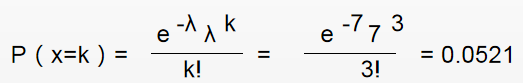 P ( x=k ) = e^-λ λ^k / k! = e^-7 7^3 / 3! = 0.0521